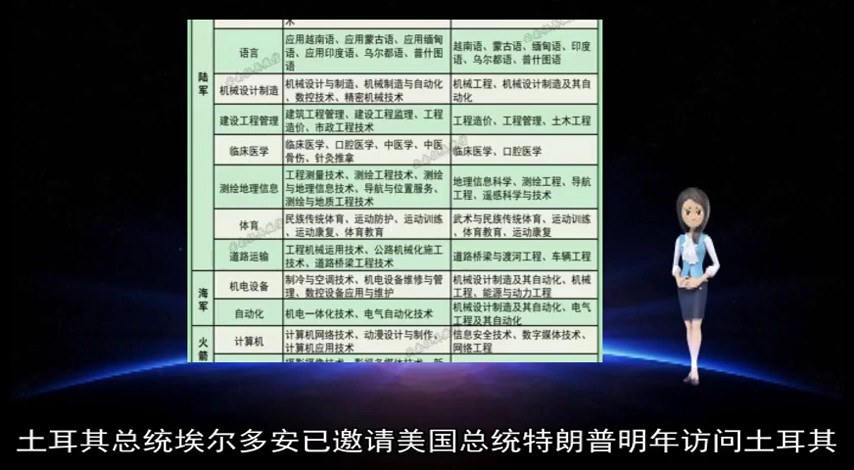 术
陆军
语言
应用越南语、应用蒙古语、应用缅甸
语、应用印度语、乌尔都语、普什图
语
越南语、蒙古语、缅甸语、印度
语、乌尔都语、普什图语
机械设计制造
机械设计与制造、机械制造与自动化
、数控技术、精密机械技术
机械工程、机械设计制造及其自
动化
建设工程管理
建筑工程管理、建设工程监理、工程
造价、市政工程技术
工程造价、工程管理、土木工程
临床医学
临床医学、口腔医学、中医学、中医
骨伤、针灸推拿
临床医学、口腔医学
测绘地理信息
工程测量技术、测绘工程技术、测绘
与地理信息技术、导航与位置服务、
测绘与地质工程技术
地理信息科学、测绘工程、导航
工程、遥感科学与技术
体育
民族传统体育、运动防护、运动训练
、运动康复、体育教育
武术与民族传统体育、运动训练
、体育教育、运动康复
道路运输
工程机械运用技术、公路机械化施工
技术、道路桥梁工程技术
道路桥梁与渡河工程、车辆工程
海军
机电设备
制冷与空调技术、机电设备维修与管
理、数控设备应用与维护
机械设计制造及其自动化、机械
工程、能源与动力工程
自动化
机电一体化技术、电气自动化技术
机械设计制造及其自动化、电气
工程及其自动化
火箭
计算机
计算机网络技术、动漫设计与制作、
计算机应用技术
信息安全技术、数字媒体技术、
网络工程
土耳其总统埃尔多安已邀请美国总统特朗普明年访问土耳其